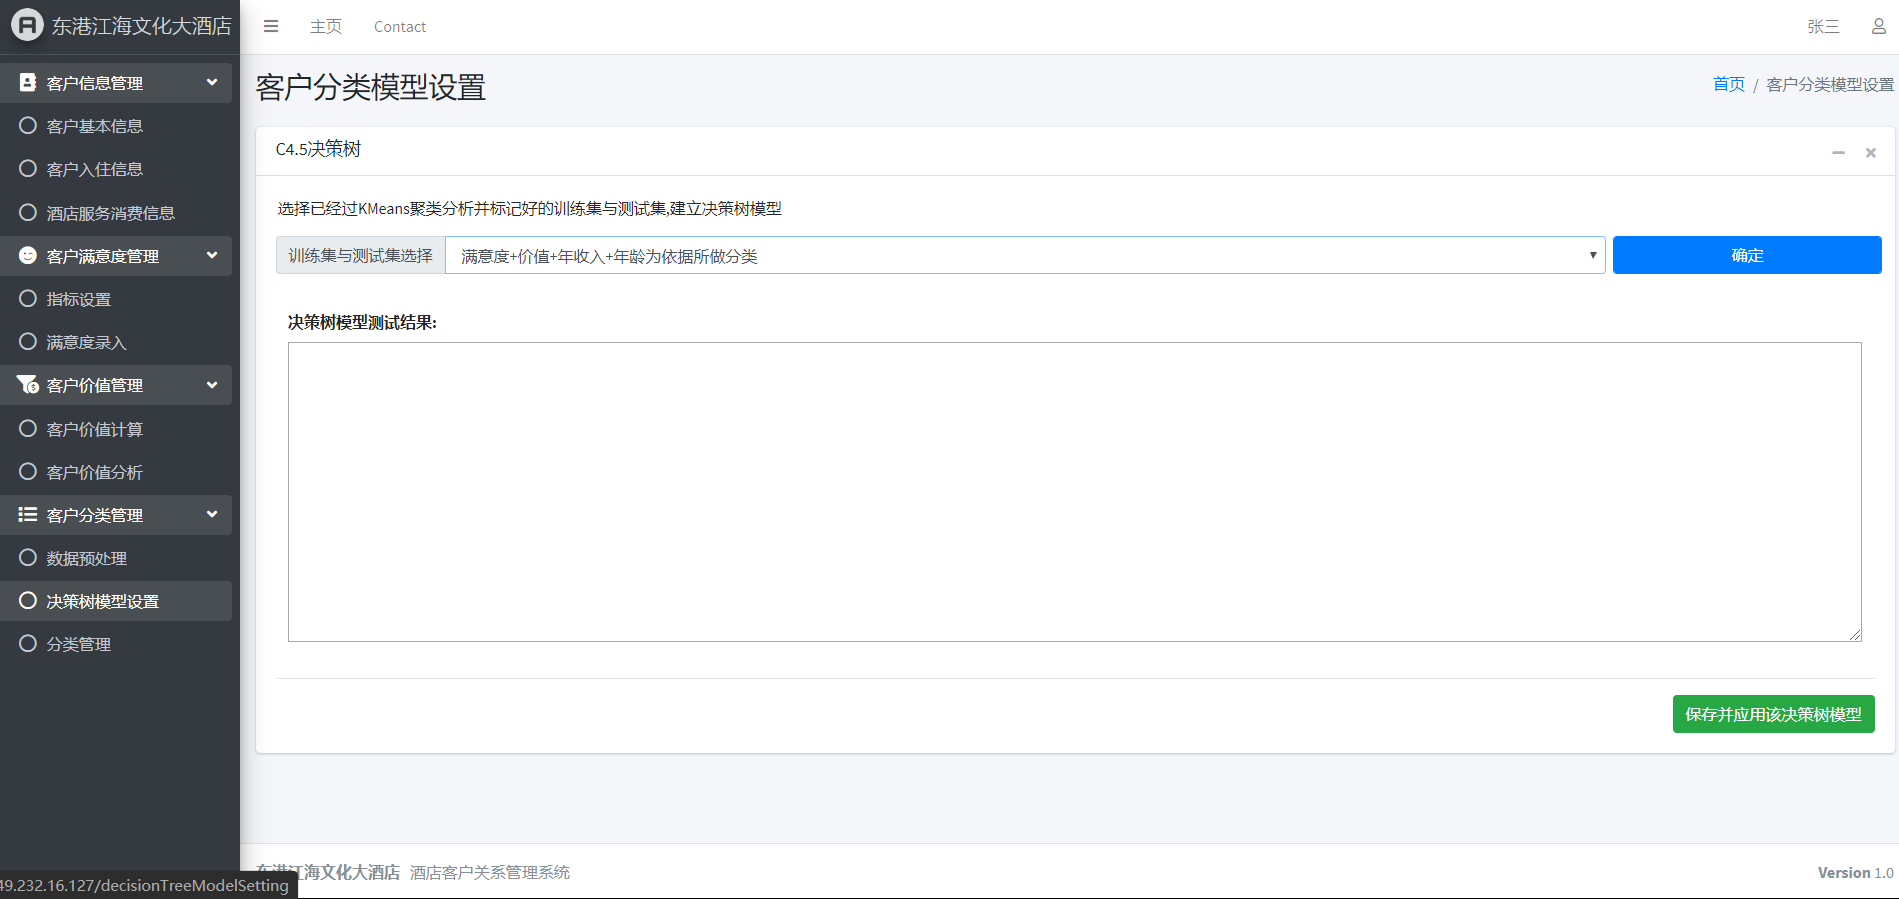 东港江海文化大酒店
主页 Contact
张三
客户信息管理
客户基本信息
客户入住信息
酒店服务消费信息
客户满意度管理
指标设置
满意度录入
客户价值管理
客户价值计算
客户价值分析
客户分类管理
数据预处理
决策树模型设置
分类管理
客户分类模型设置
首页 / 客户分类模型设置
C4.5决策树
选择已经过KMeans聚类分析并标记好的训练集与测试集,建立决策树模型
训练集与测试集选择 满意度+价值+年收入+年龄为依据所做分类 确定
决策树模型测试结果:
保存并应用该决策树模型
东港江海文化大酒店 酒店客户关系管理系统
Version 1.0
49.232.16.127/decisionTreeModelSetting